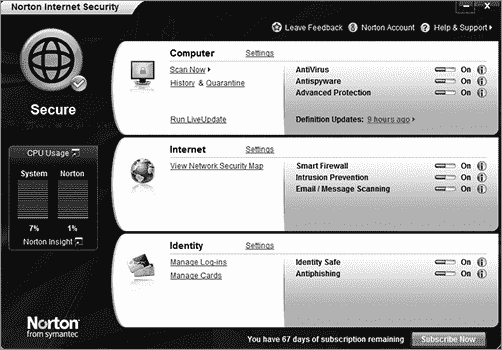 Norton Internet Security
Leave Feedback Norton Account Help & Support
Secure
CPU Usage
System Norton
7% 1%
Norton Insight
Norton
from symantec
Computer Settings
Scan Now
History & Quarantine
Run LiveUpdate
AntiVirus On
Antispyware On
Advanced Protection On
Definition Updates: 9 hours ago
Internet Settings
View Network Security Map
Smart Firewall On
Intrusion Prevention On
Email / Message Scanning On
Identity Settings
Manage Log-ins
Manage Cards
Identity Safe On
Antiphishing On
You have 67 days of subscription remaining Subscribe Now